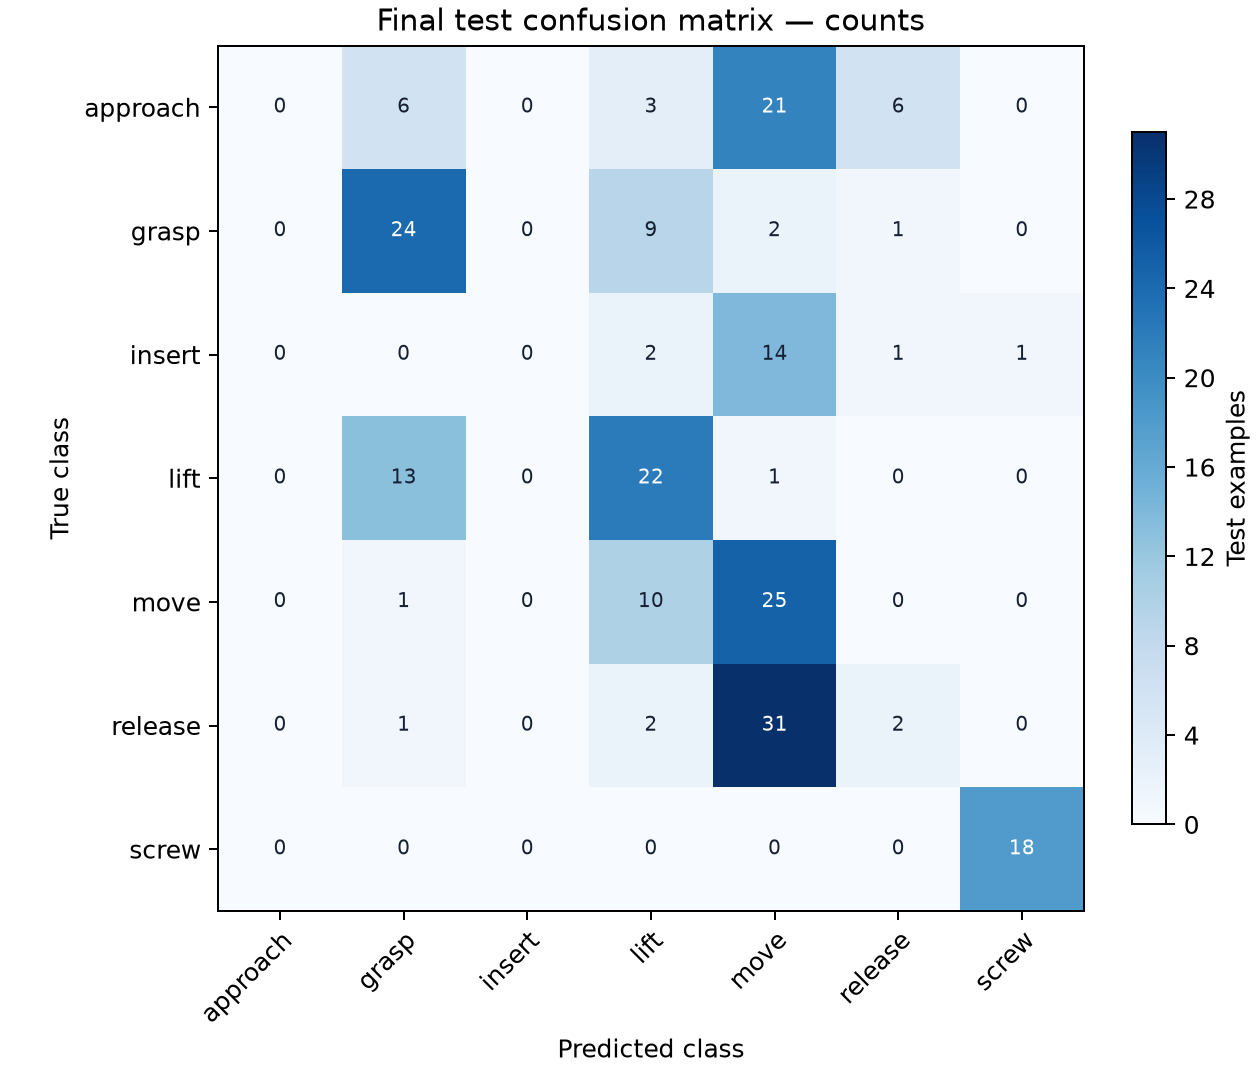 Final test confusion matrix — counts
approach 0 6 0 3 21 6 0
grasp 0 24 0 9 2 1 0
insert 0 0 0 2 14 1 1
lift 0 13 0 22 1 0 0
move 0 1 0 10 25 0 0
release 0 1 0 2 31 2 0
screw 0 0 0 0 0 0 18
approach grasp insert lift move release screw
Predicted class
True class
28
24
20
16
12
8
4
0
Test examples